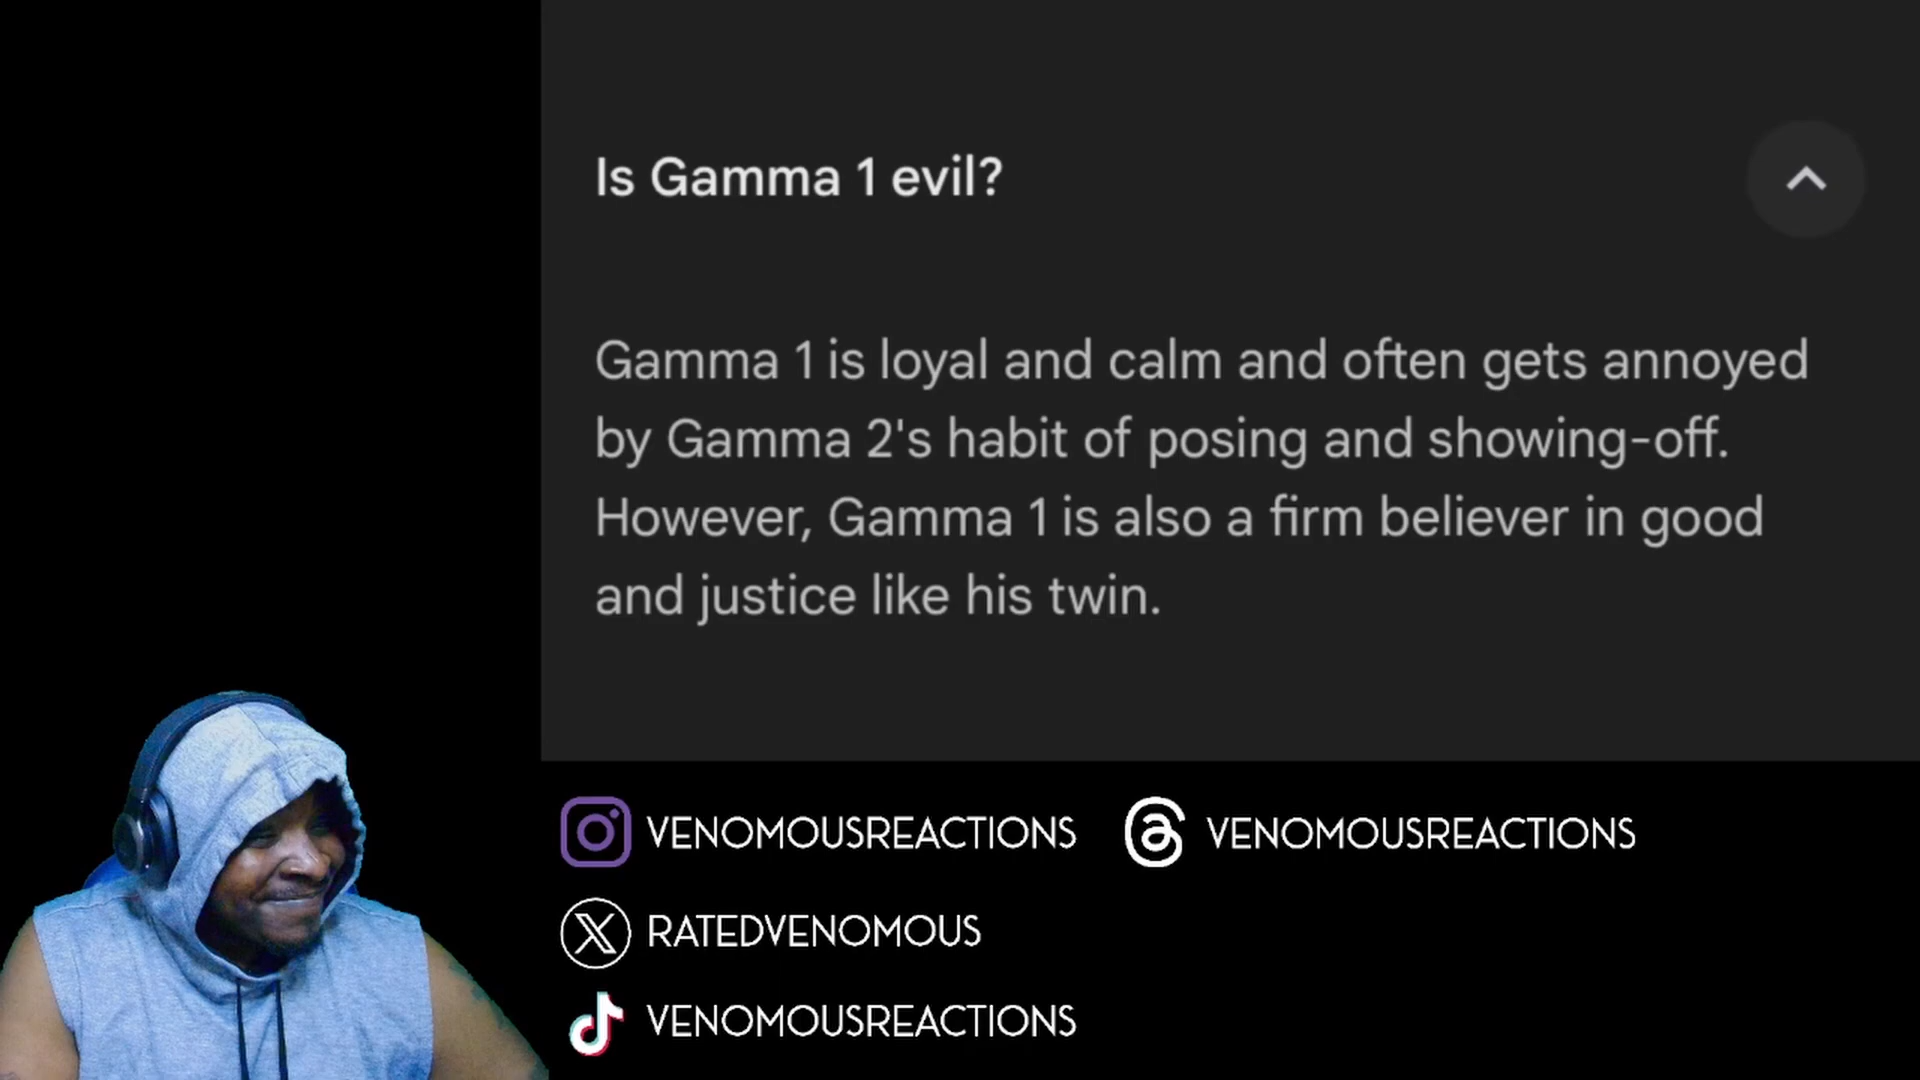 Is Gamma 1 evil?
Gamma 1 is loyal and calm and often gets annoyed
by Gamma 2's habit of posing and showing-off.
However, Gamma 1 is also a firm believer in good
and justice like his twin.
VENOMOUSREACTIONS
VENOMOUSREACTIONS
RATEDVENOMOUS
VENOMOUSREACTIONS